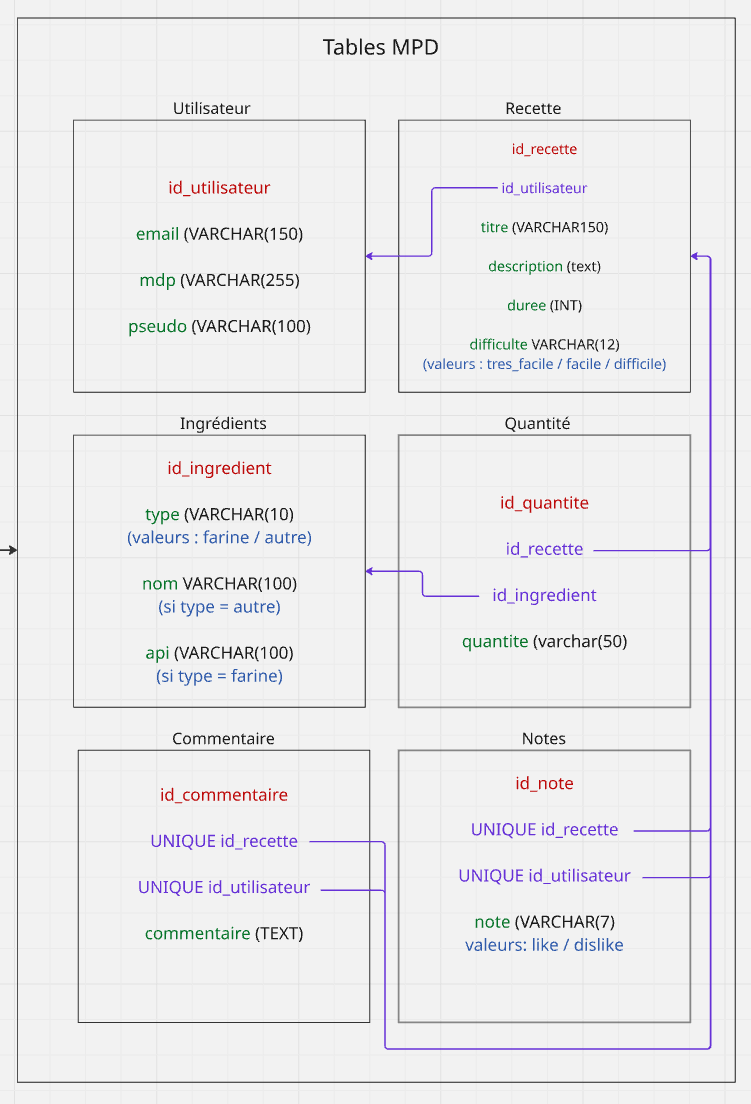 Tables MPD
Utilisateur
id_utilisateur
email (VARCHAR(150)
mdp (VARCHAR(255)
pseudo (VARCHAR(100)
Recette
id_recette
id_utilisateur
titre (VARCHAR150)
description (text)
duree (INT)
difficulte VARCHAR(12)
(valeurs : tres_facile / facile / difficile)
Ingrédients
id_ingredient
type (VARCHAR(10)
(valeurs : farine / autre)
nom VARCHAR(100)
(si type = autre)
api (VARCHAR(100)
(si type = farine)
Quantité
id_quantite
id_recette
id_ingredient
quantite (varchar(50)
Commentaire
id_commentaire
UNIQUE id_recette
UNIQUE id_utilisateur
commentaire (TEXT)
Notes
id_note
UNIQUE id_recette
UNIQUE id_utilisateur
note (VARCHAR(7)
valeurs: like / dislike